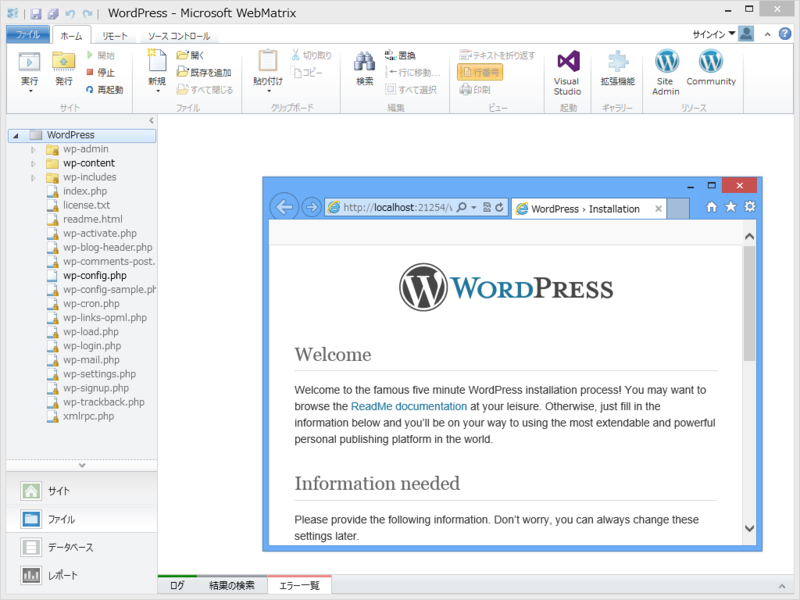 WordPress - Microsoft WebMatrix
ファイル ホーム リモート ソース コントロール サインイン
実行 発行 開始 停止 再起動
サイト
新規 開く 既存を追加 すべて閉じる
ファイル
貼り付け 切り取り コピー
クリップボード
検索 置換 行に移動... すべて選択
編集
テキストを折り返す 行番号 印刷
ビュー
Visual Studio
起動
拡張機能
ギャラリー
Site Admin Community
リソース
WordPress
wp-admin
wp-content
wp-includes
index.php
license.txt
readme.html
wp-activate.php
wp-blog-header.php
wp-comments-post.
wp-config.php
wp-config-sample.ph
wp-cron.php
wp-links-opml.php
wp-load.php
wp-login.php
wp-mail.php
wp-settings.php
wp-signup.php
wp-trackback.php
xmlrpc.php
サイト
ファイル
データベース
レポート
http://localhost:21254/
WordPress › Installation
WORDPRESS
Welcome
Welcome to the famous five minute WordPress installation process! You may want to
browse the ReadMe documentation at your leisure. Otherwise, just fill in the
information below and you'll be on your way to using the most extendable and powerful
personal publishing platform in the world.
Information needed
Please provide the following information. Don't worry, you can always change these
settings later.
ログ 結果の検索 エラー一覧